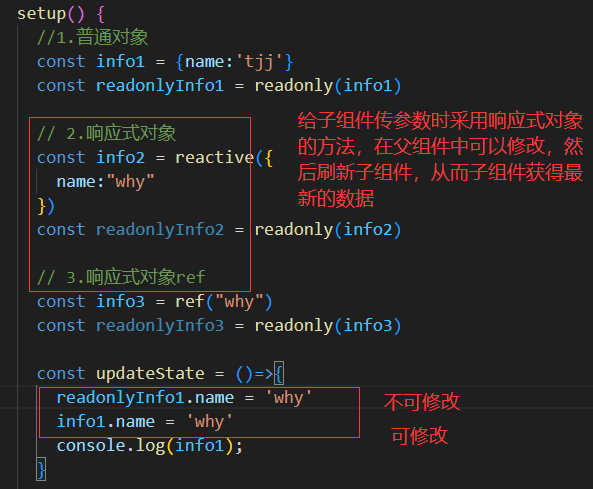 setup() {
//1.普通对象
const info1 = {name:'tjj'}
const readonlyInfo1 = readonly(info1)
// 2.响应式对象
const info2 = reactive({
name:"why"
})
const readonlyInfo2 = readonly(info2)
给子组件传参数时采用响应式对象
的方法，在父组件中可以修改，然
后刷新子组件，从而子组件获得最
新的数据
// 3.响应式对象ref
const info3 = ref("why")
const readonlyInfo3 = readonly(info3)
const updateState = ()=>{
readonlyInfo1.name = 'why'
不可修改
info1.name = 'why'
可修改
console.log(info1);
}